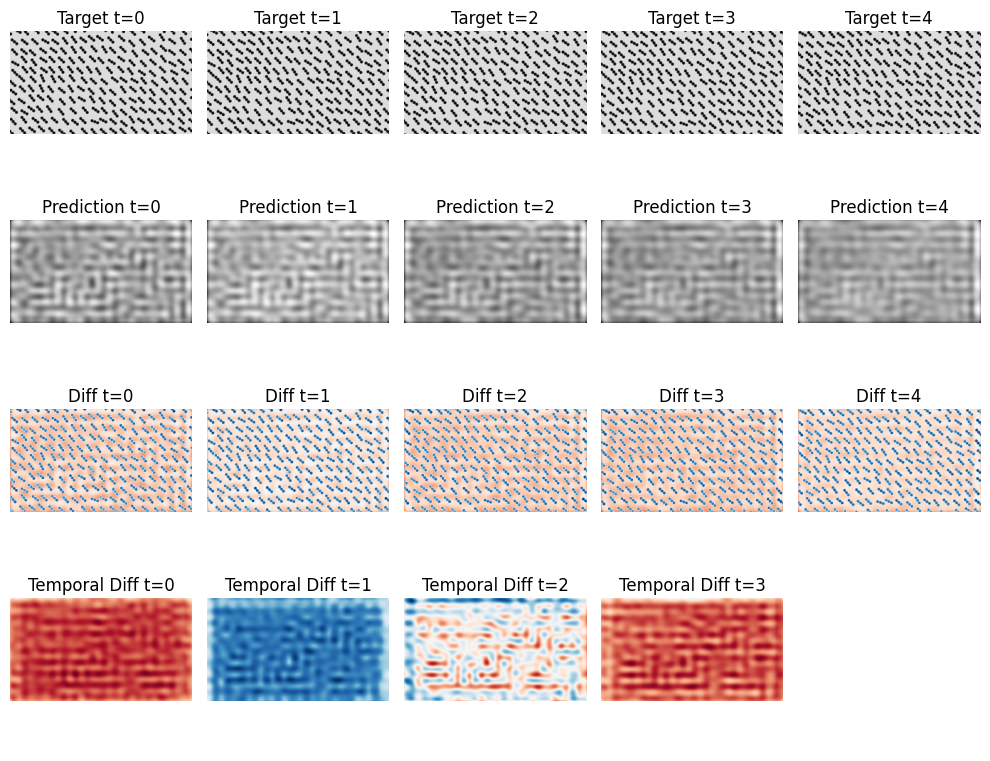 Target t=0 Target t=1 Target t=2 Target t=3 Target t=4
Prediction t=0 Prediction t=1 Prediction t=2 Prediction t=3 Prediction t=4
Diff t=0 Diff t=1 Diff t=2 Diff t=3 Diff t=4
Temporal Diff t=0 Temporal Diff t=1 Temporal Diff t=2 Temporal Diff t=3